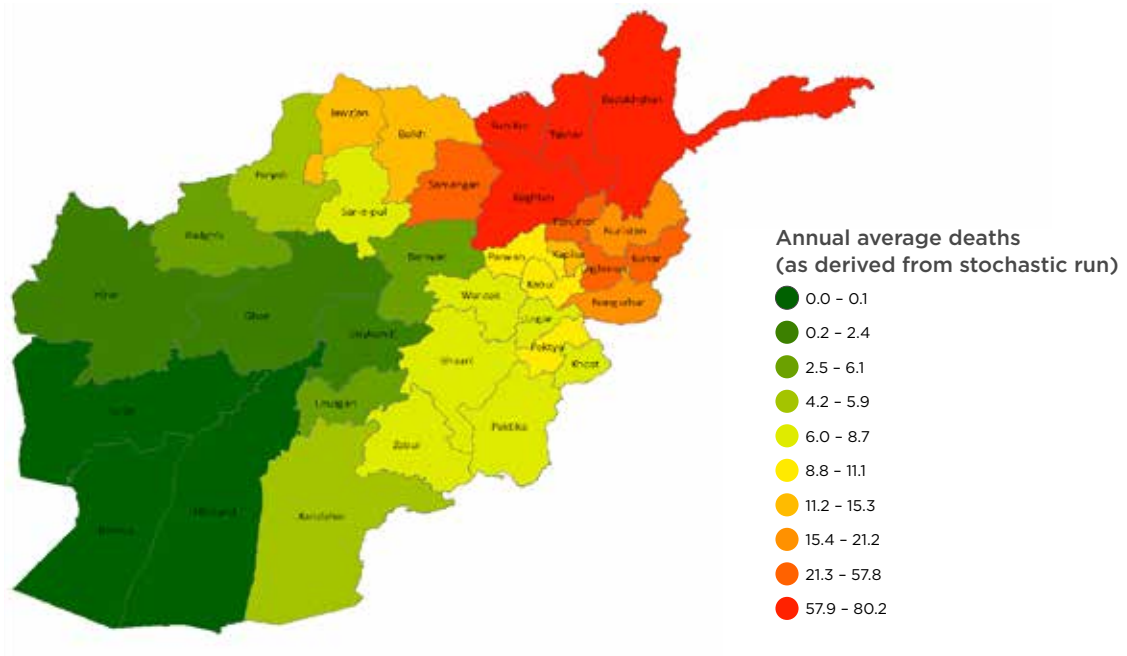 Badakhshan
Jawzjan
Balkh
Takhar
Faryab
Samangan
Baghlan
Sar-e-pul
Nuristan
Badghis
Bamyan
Parwan
Kapisa
Kunar
Kabul
Wardak
Nangarhar
Hirat
Ghor
Logar
Daykundi
Paktya
Ghazni
Khost
Uruzgan
Farah
Paktika
Zabul
Hilmand
Kandahar
Annual average deaths
(as derived from stochastic run)
0.0 – 0.1
0.2 – 2.4
2.5 – 6.1
4.2 – 5.9
6.0 – 8.7
8.8 – 11.1
11.2 – 15.3
15.4 – 21.2
21.3 – 57.8
57.9 – 80.2